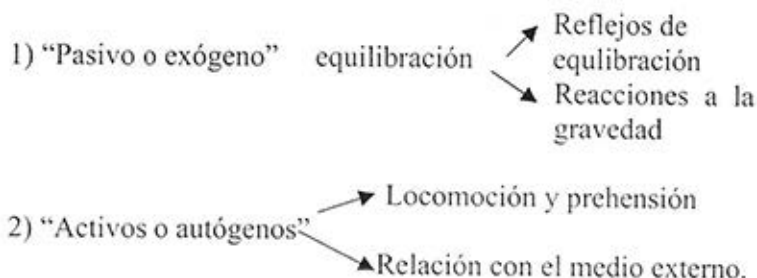 1) “Pasivo o exógeno” equilibración
Reflejos de
equlibración
Reacciones a la
gravedad
2) “Activos o autógenos”
Locomoción y prehensión
Relación con el medio externo.